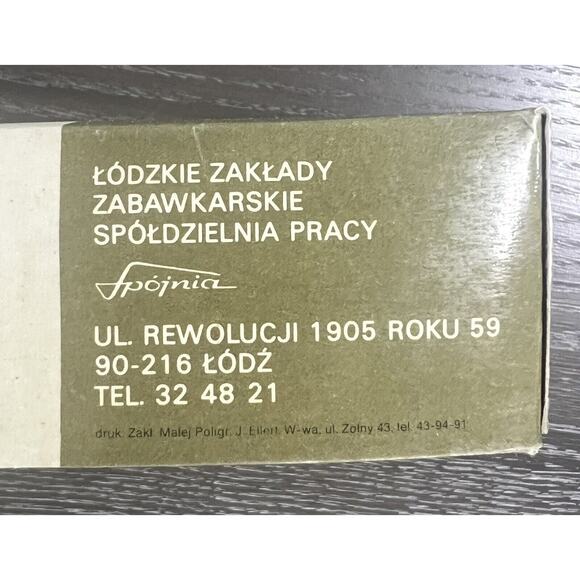 ŁÓDZKIE ZAKŁADY
ZABAWKARSKIE
SPÓŁDZIELNIA PRACY
Spójnia
UL. REWOLUCJI 1905 ROKU 59
90-216 ŁÓDŹ
TEL. 32 48 21
druk. Zakł. Małej Poligr. J. Ellert, W-wa, ul. Zolny 43, tel. 43-94-91